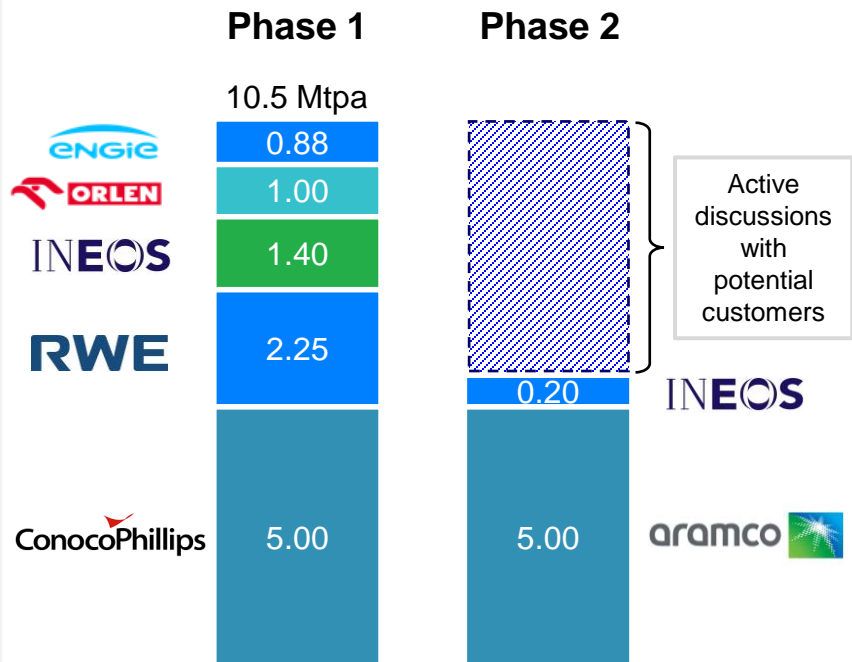 Phase 1
Phase 2
10.5 Mtpa
ENGIE
0.88
ORLEN
1.00
INEOS
1.40
Active
discussions
with
potential
customers
RWE
2.25
0.20
INEOS
ConocoPhillips
5.00
5.00
aramco